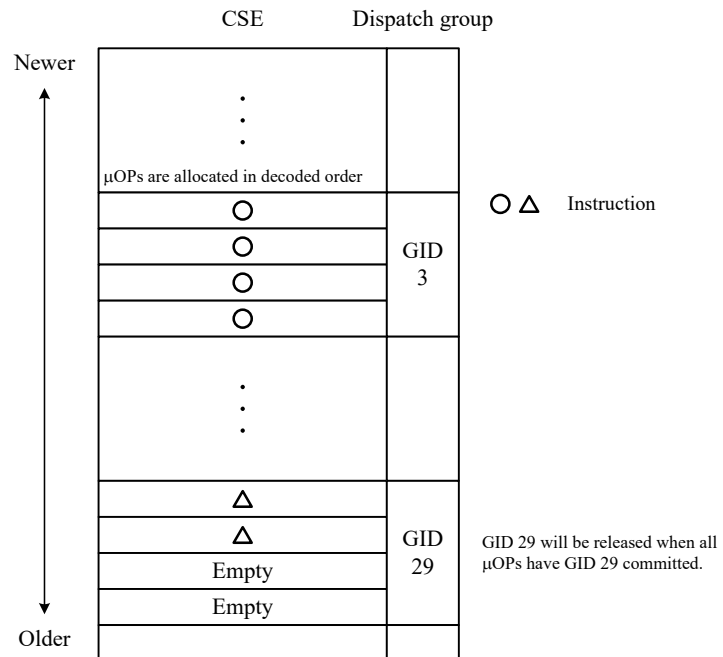 CSE Dispatch group
Newer
μOPs are allocated in decoded order
Instruction
GID
3
GID
29
Empty
Empty
GID 29 will be released when all
μOPs have GID 29 committed.
Older